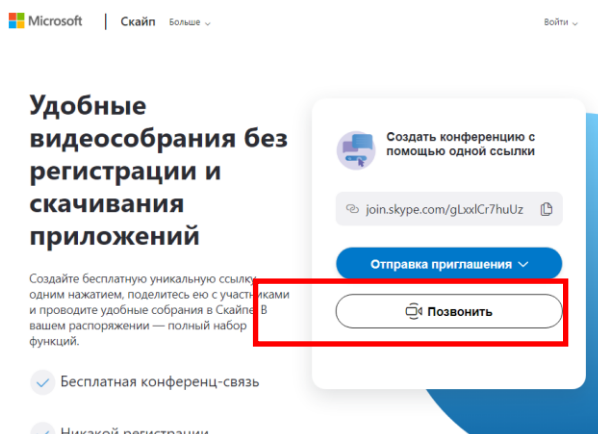 Microsoft Скайп Больше Войти
Удобные
видеособрания без
регистрации и
скачивания
приложений
Создайте бесплатную уникальную ссылку
одним нажатием, поделитесь ею с участниками
и проводите удобные собрания в Скайпе. В
вашем распоряжении — полный набор
функций.
Бесплатная конференц-связь
Никакой регистрации
Создать конференцию с
помощью одной ссылки
join.skype.com/gLxxlCr7huUz
Отправка приглашения
Позвонить